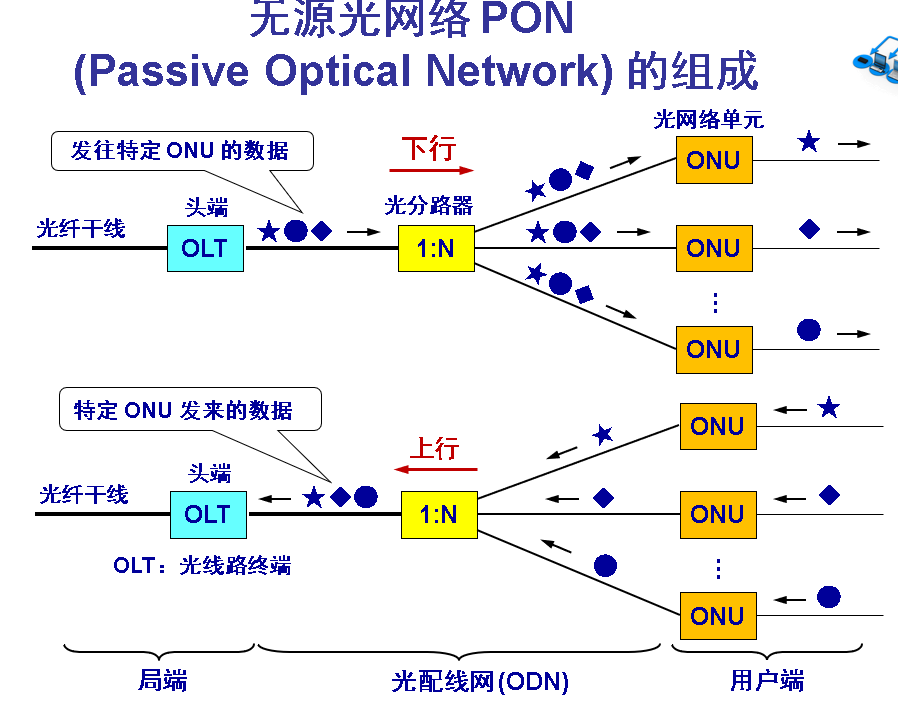 无源光网络 PON
(Passive Optical Network) 的组成
光网络单元
发往特定 ONU 的数据
下行
ONU
头端
光分路器
光纤干线
OLT
1:N
ONU
⋮
ONU
特定 ONU 发来的数据
上行
ONU
头端
光纤干线
OLT
1:N
ONU
OLT：光线路终端
⋮
ONU
局端
光配线网(ODN)
用户端